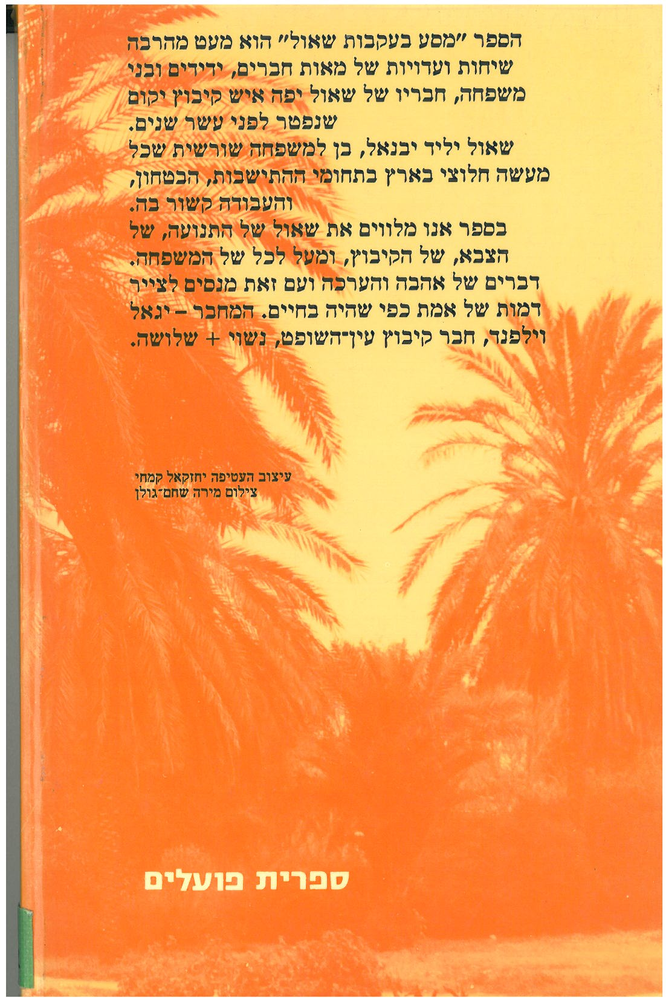 הספר "מסע בעקבות שאול" הוא מעט מהרבה
שיחות ועדויות של מאות חברים, ידידים ובני
משפחה, חבריו של שאול יפה איש קיבוץ יקום
שנפטר לפני עשר שנים.
שאול יליד יבנאל, בן למשפחה שורשית שכל
מעשה חלוצי בארץ בתחומי ההתישבות, הבטחון,
והעבודה קשור בה.
בספר אנו מלווים את שאול של התנועה, של
הצבא, של הקיבוץ, ומעל לכל של המשפחה.
דברים של אהבה והערכה ועם זאת מנסים לצייר
דמות של אמת כפי שהיה בחיים. המחבר – יגאל
וילפנד, חבר קיבוץ עין־השופט, נשוי + שלושה.
עיצוב העטיפה יחזקאל קמחי
צילום מירה שחם־גולן
ספרית פועלים